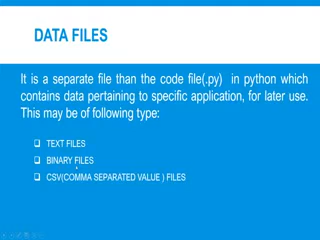 DATA FILES
It is a separate file than the code file(.py) in python which
contains data pertaining to specific application, for later use.
This may be of following type:
TEXT FILES
BINARY FILES
CSV(COMMA SEPARATED VALUE ) FILES